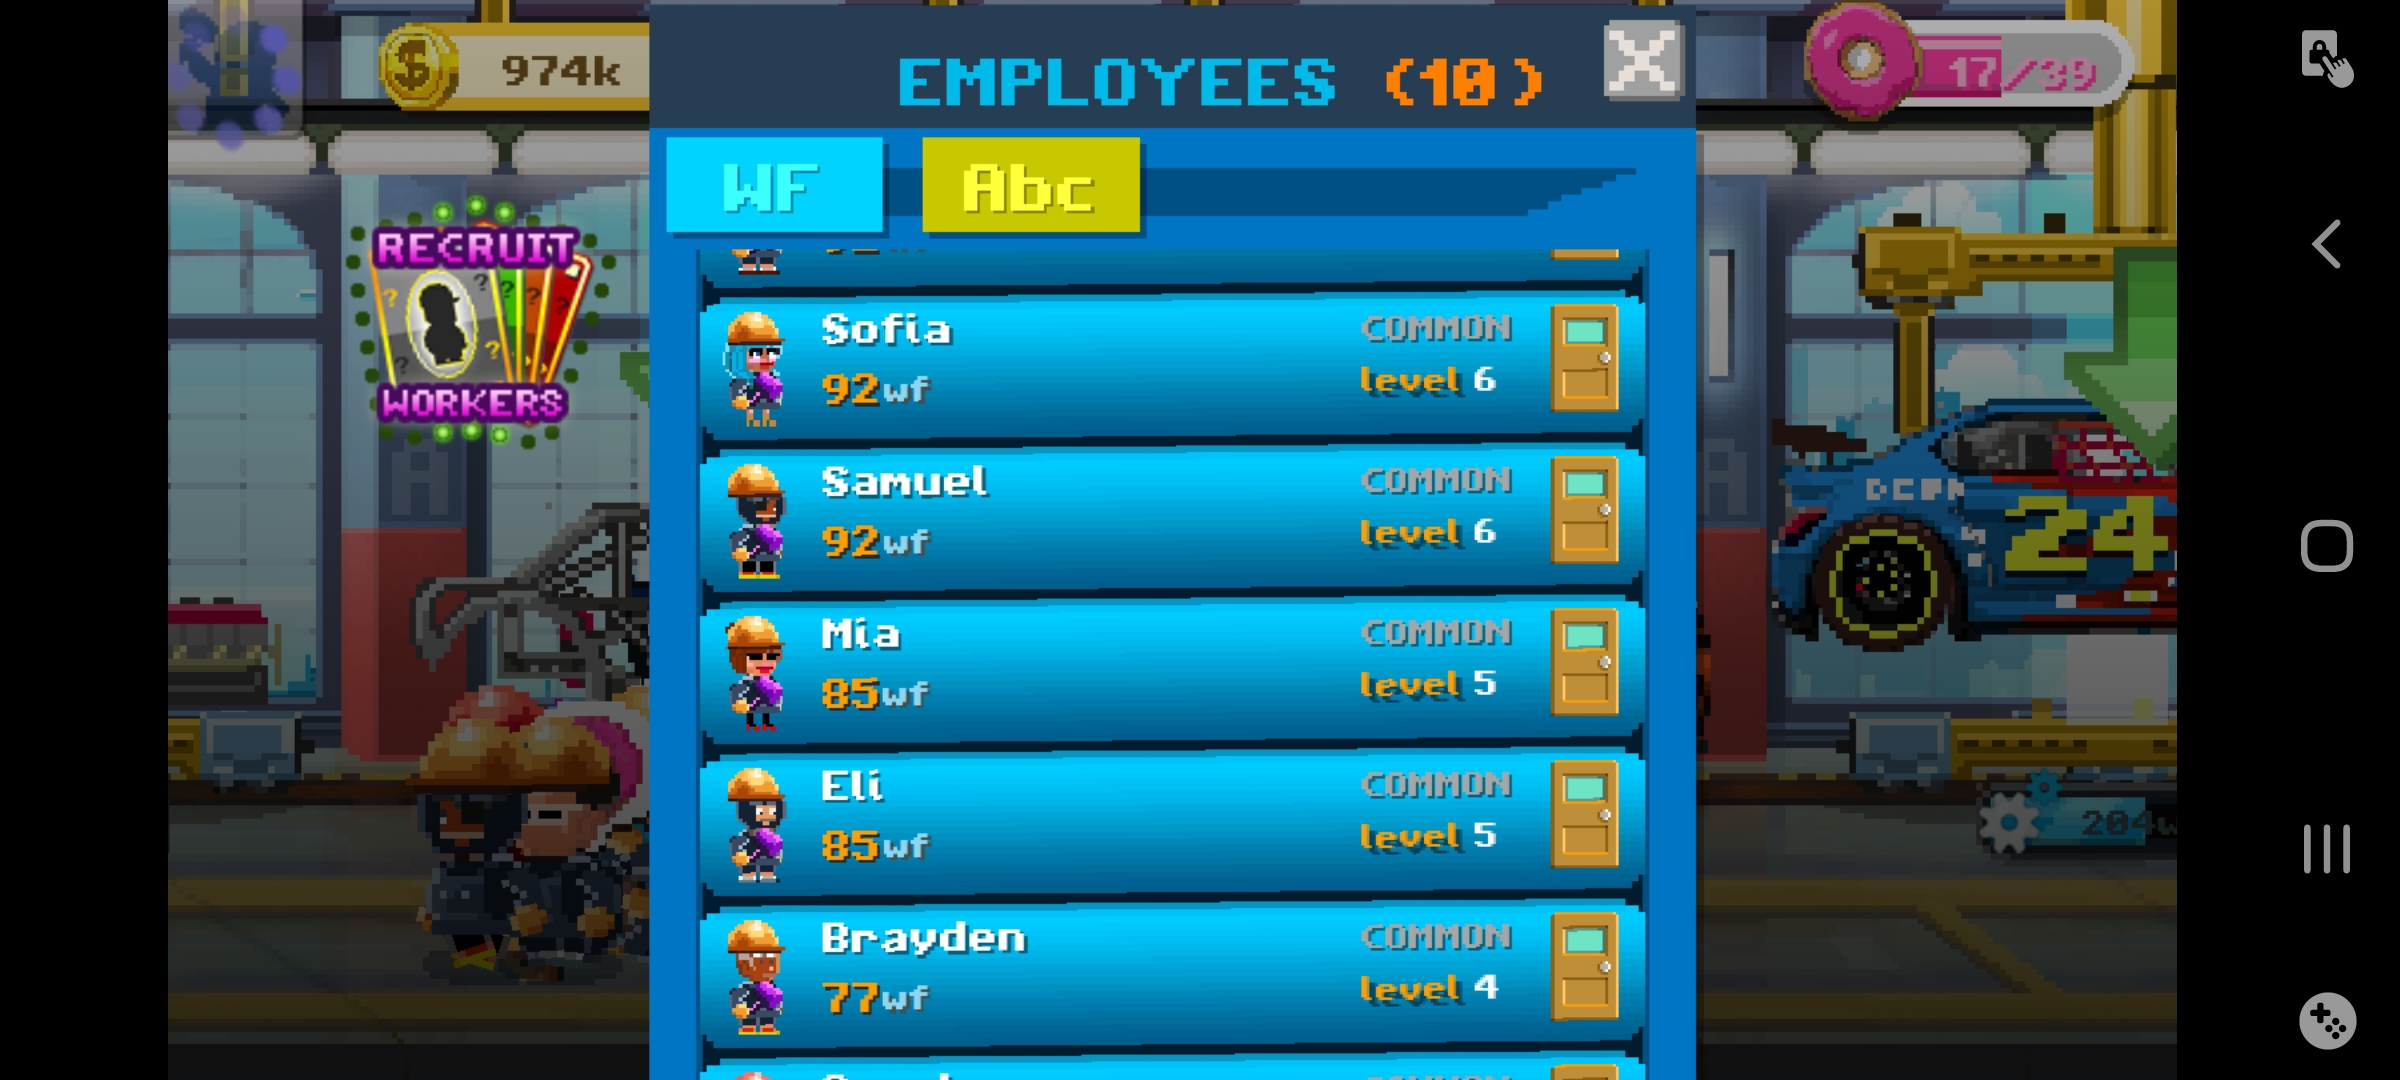 974k
EMPLOYEES (10)
17/39
WF
Abc
RECRUIT
WORKERS
Sofia
COMMON
92wf
level 6
Samuel
COMMON
92wf
level 6
Mia
COMMON
85wf
level 5
Eli
COMMON
85wf
level 5
Brayden
COMMON
77wf
level 4
24
204w